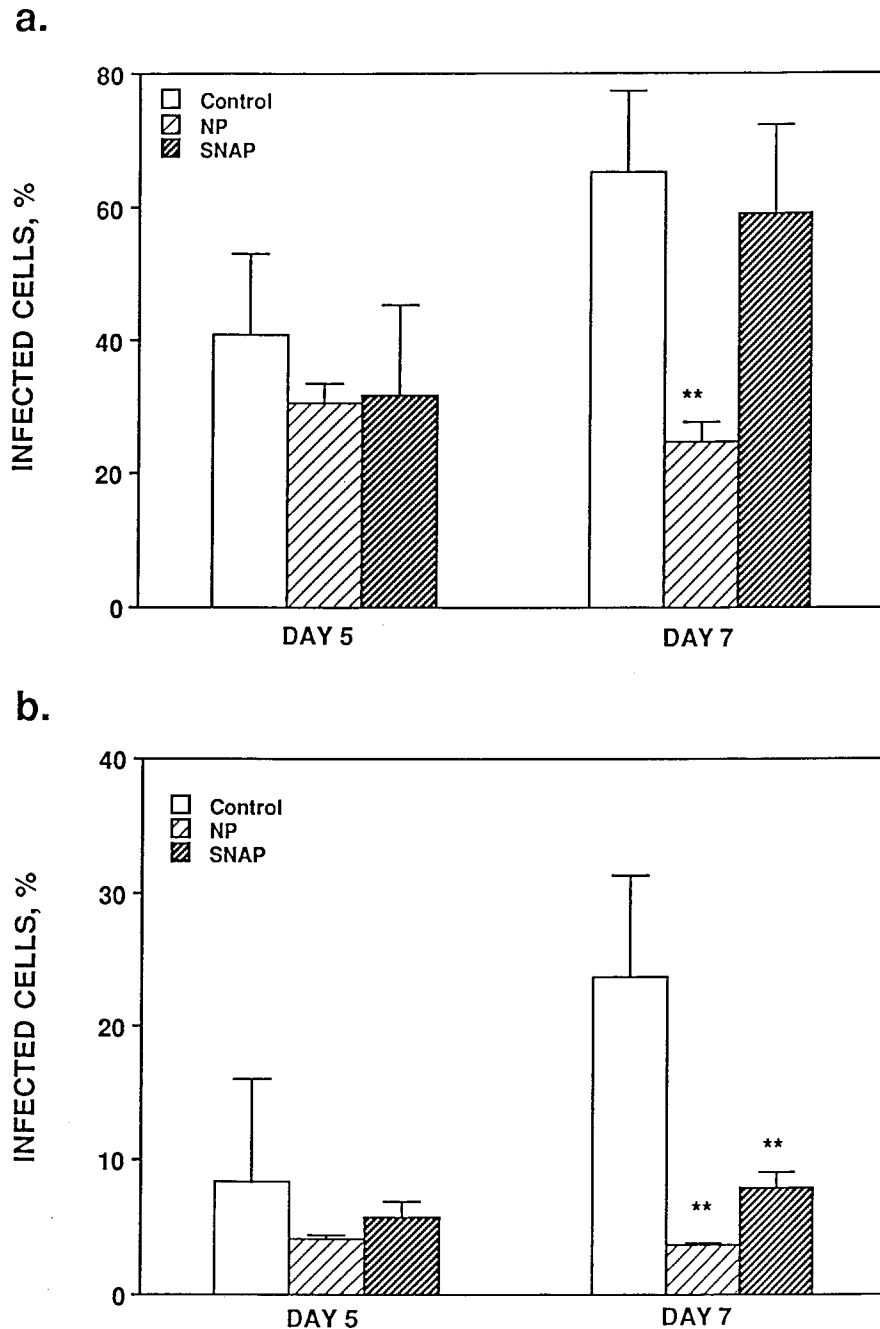 a.
80
60
40
20
0
INFECTED CELLS, %
Control
NP
SNAP
**
DAY 5
DAY 7
b.
40
30
20
10
0
INFECTED CELLS, %
Control
NP
SNAP
**
**
DAY 5
DAY 7